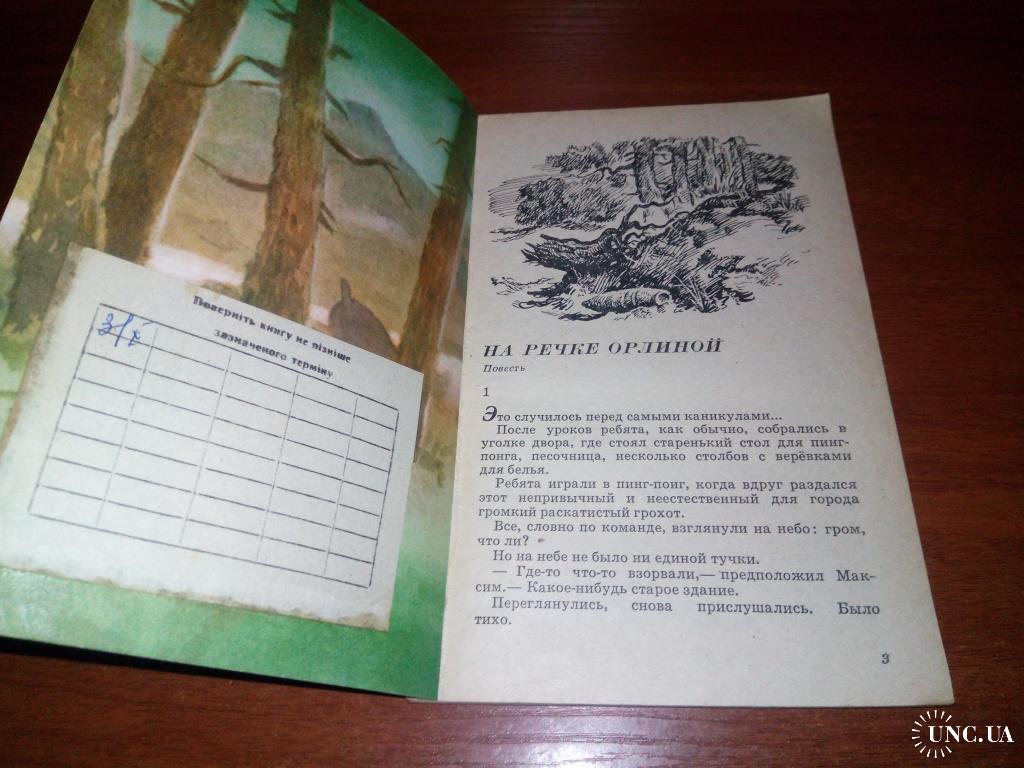 Поверніть книгу не пізніше
зазначеного терміну
НА РЕЧКЕ ОРЛИНОЙ
Повесть
1
Это случилось перед самыми каникулами...
После уроков ребята, как обычно, собрались в
уголке двора, где стоял старенький стол для пинг-
понга, песочница, несколько столбов с верёвками
для белья.
Ребята играли в пинг-понг, когда вдруг раздался
этот непривычный и неестественный для города
громкий раскатистый грохот.
Все, словно по команде, взглянули на небо: гром,
что ли?
Но на небе не было ни единой тучки.
— Где-то что-то взорвали,— предположил Мак-
сим.— Какое-нибудь старое здание.
Переглянулись, снова прислушались. Было
тихо.
3
UNC.UA